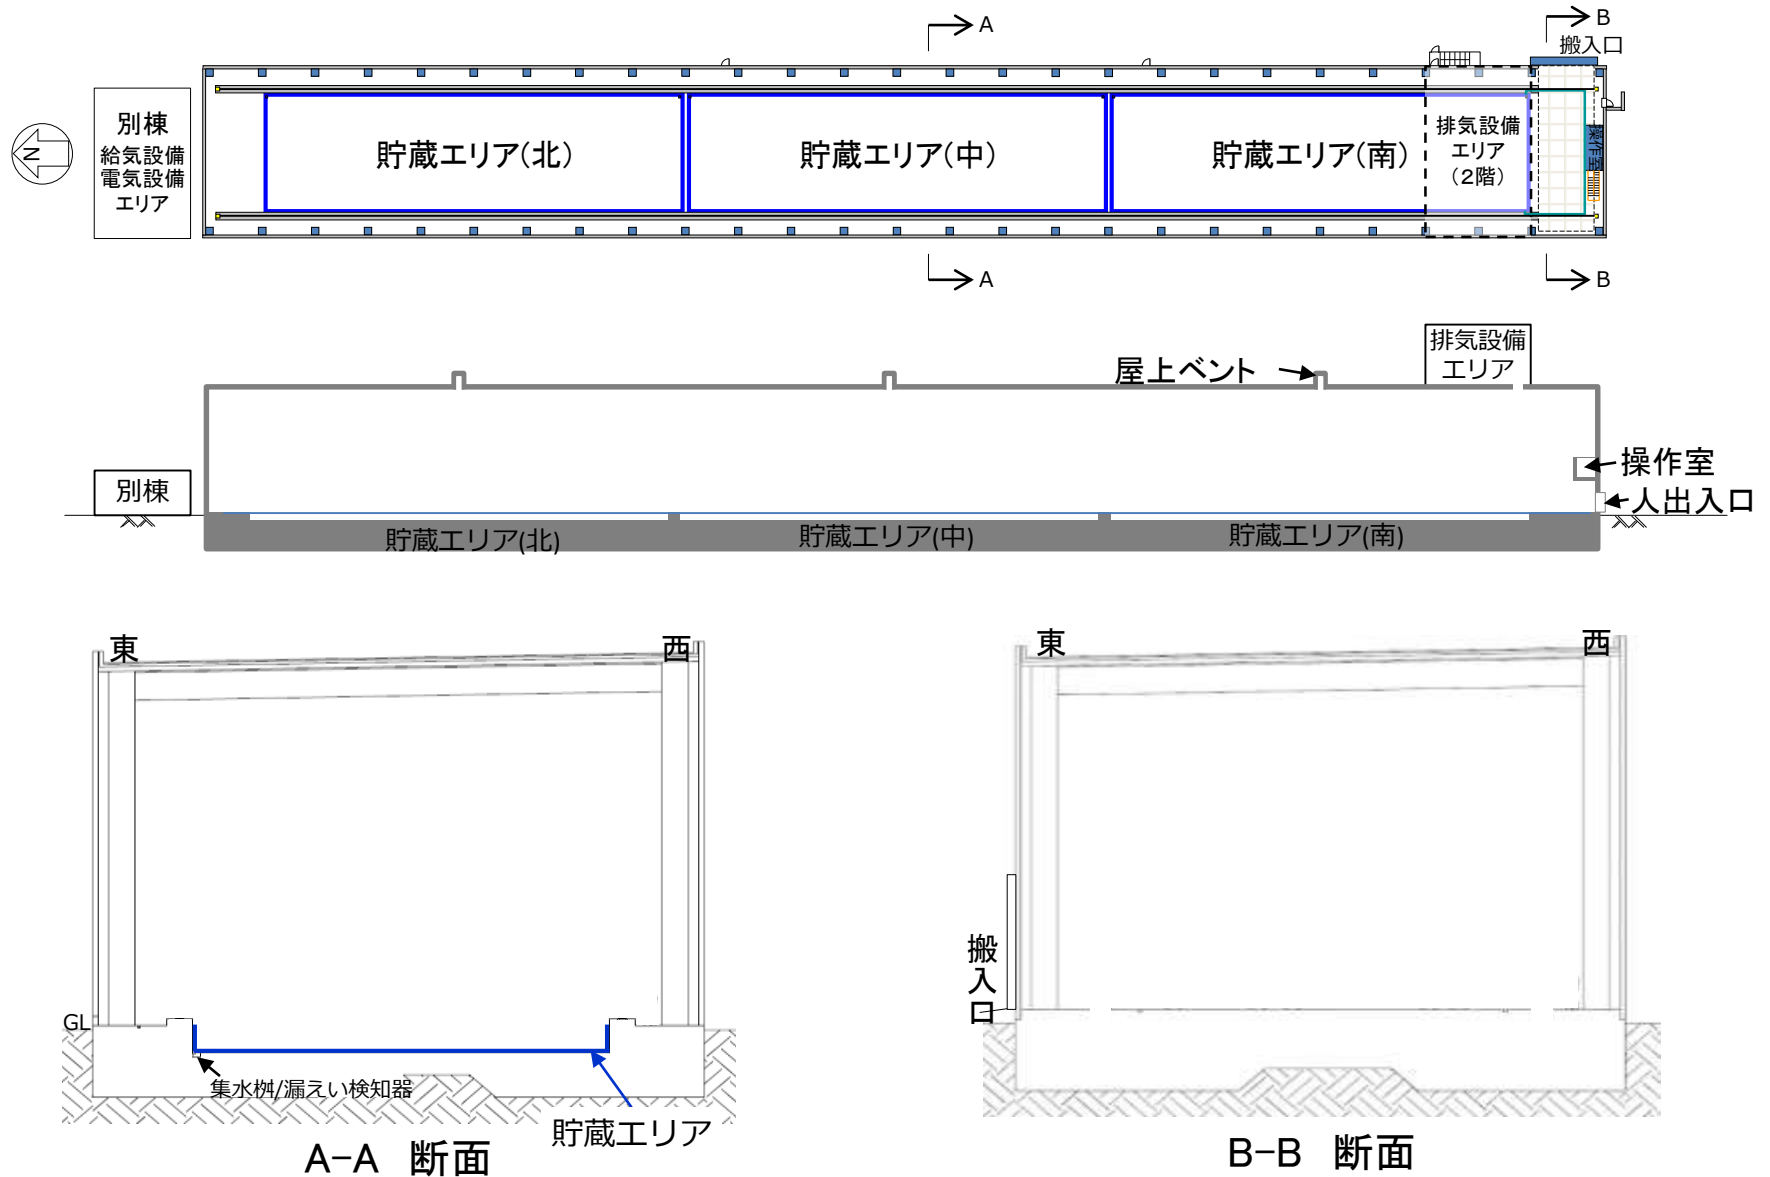 A
B
搬入口
N
別棟
給気設備
電気設備
エリア
貯蔵エリア(北)
貯蔵エリア(中)
貯蔵エリア(南)
排気設備
エリア
（２階）
操作室
A
B
排気設備
エリア
屋上ベント
別棟
操作室
人出入口
貯蔵エリア(北)
貯蔵エリア(中)
貯蔵エリア(南)
東
西
GL
集水桝/漏えい検知器
貯蔵エリア
A-A 断面
東
西
搬入口
B-B 断面